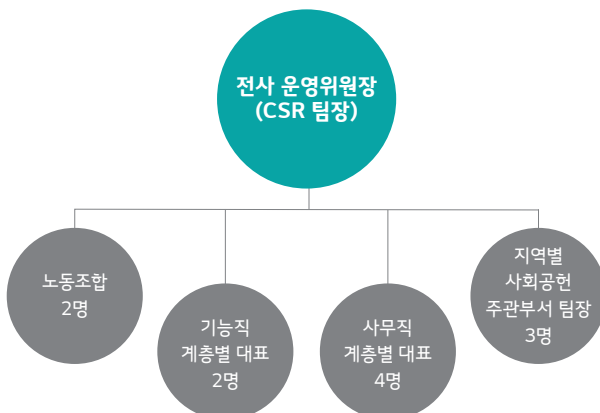 전사 운영위원장
(CSR 팀장)
노동조합
2명
기능직
계층별 대표
2명
사무직
계층별 대표
4명
지역별
사회공헌
주관부서 팀장
3명